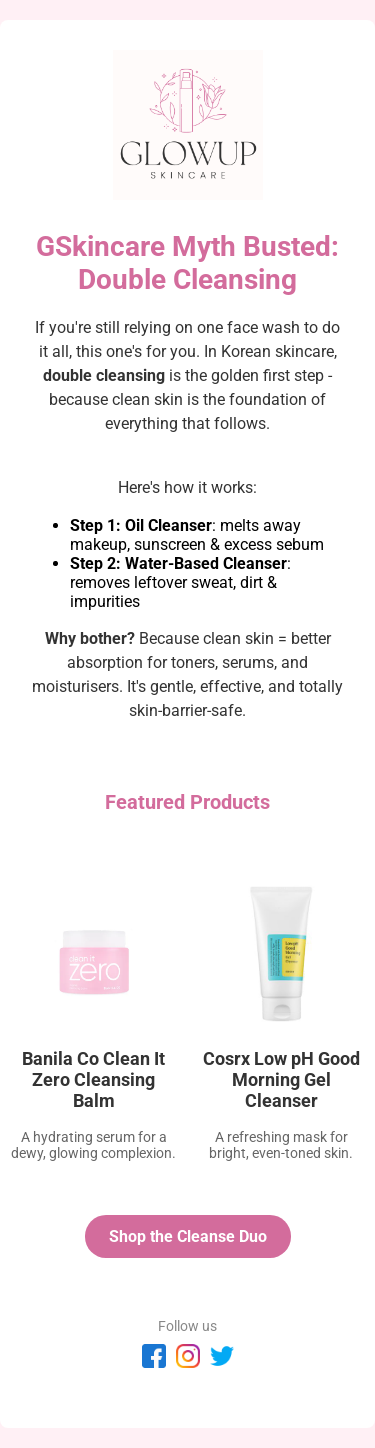 GLOWUP
SKINCARE
GSkincare Myth Busted:
Double Cleansing
If you're still relying on one face wash to do
it all, this one's for you. In Korean skincare,
double cleansing is the golden first step -
because clean skin is the foundation of
everything that follows.
Here's how it works:
• Step 1: Oil Cleanser: melts away
makeup, sunscreen & excess sebum
• Step 2: Water-Based Cleanser:
removes leftover sweat, dirt &
impurities
Why bother? Because clean skin = better
absorption for toners, serums, and
moisturisers. It's gentle, effective, and totally
skin-barrier-safe.
Featured Products
clean it
zero
Low pH
Good
Morning
Gel
Cleanser
Banila Co Clean It
Zero Cleansing
Balm
Cosrx Low pH Good
Morning Gel
Cleanser
A hydrating serum for a
dewy, glowing complexion.
A refreshing mask for
bright, even-toned skin.
Shop the Cleanse Duo
Follow us